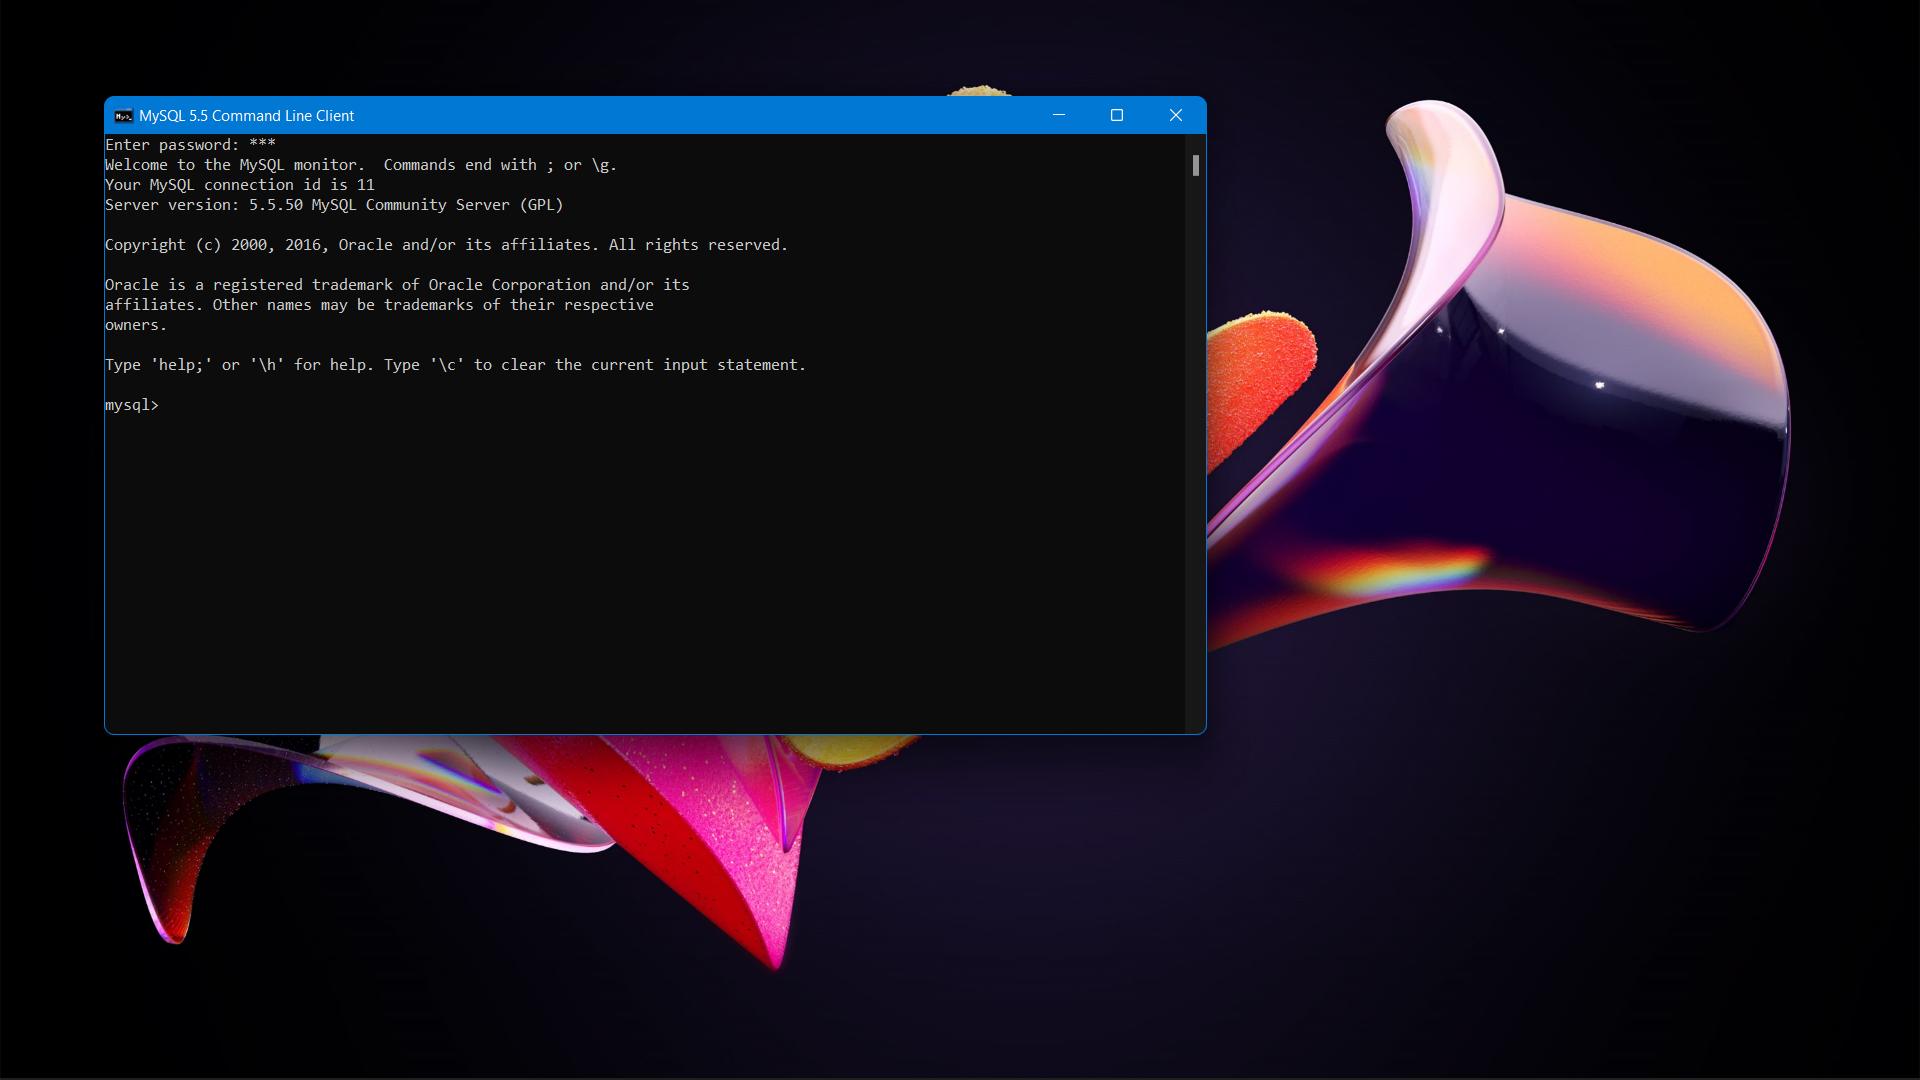 MySQL 5.5 Command Line Client
Enter password: ***
Welcome to the MySQL monitor.  Commands end with ; or \g.
Your MySQL connection id is 11
Server version: 5.5.50 MySQL Community Server (GPL)
Copyright (c) 2000, 2016, Oracle and/or its affiliates. All rights reserved.
Oracle is a registered trademark of Oracle Corporation and/or its
affiliates. Other names may be trademarks of their respective
owners.
Type 'help;' or '\h' for help. Type '\c' to clear the current input statement.
mysql>